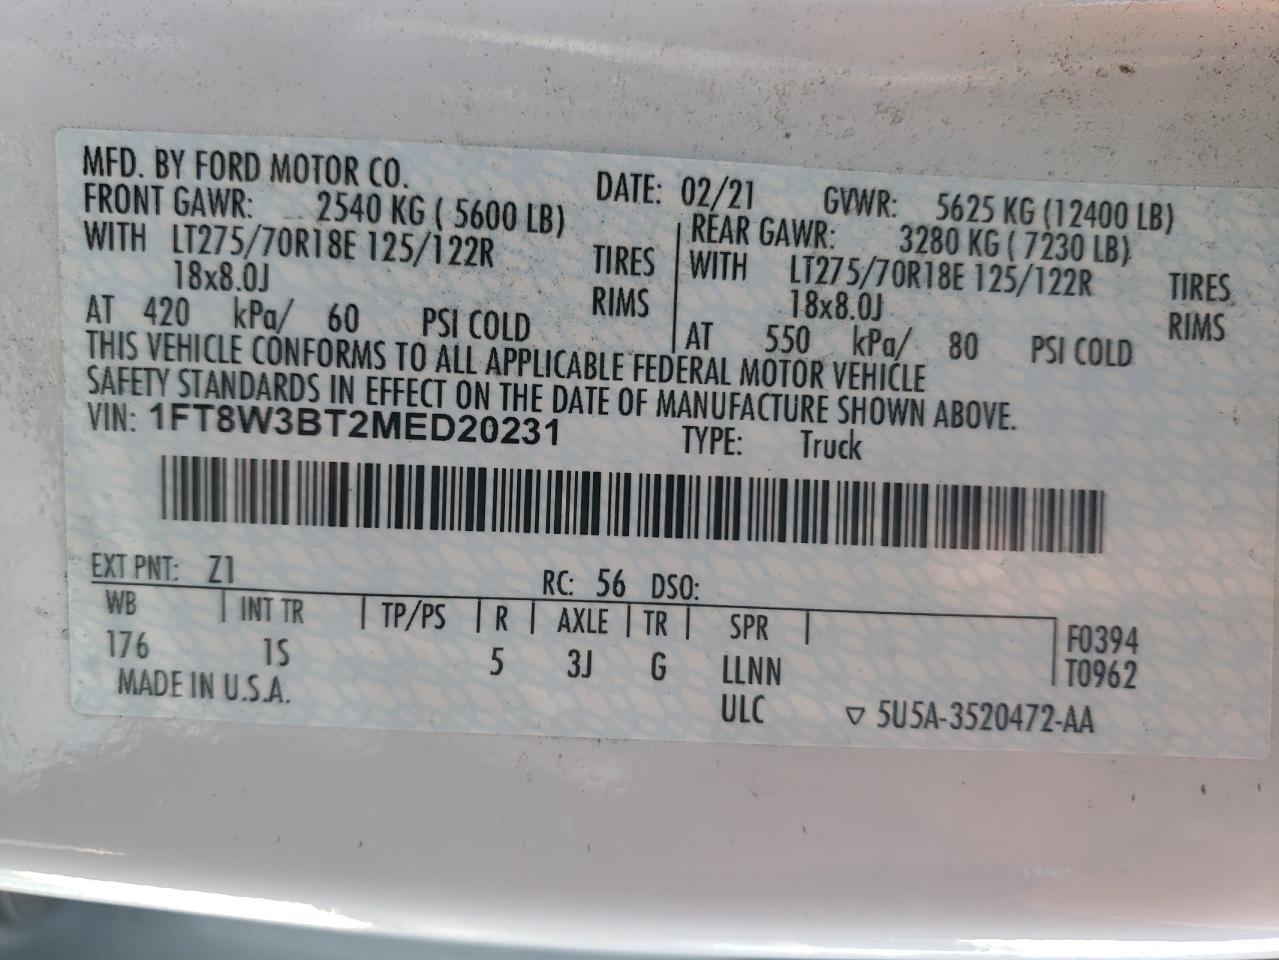 MFD. BY FORD MOTOR CO.
DATE: 02/21 GVWR: 5625 KG (12400 LB)
FRONT GAWR: 2540 KG ( 5600 LB)
WITH LT275/70R18E 125/122R TIRES
18x8.0J RIMS
AT 420 kPa/ 60 PSI COLD
REAR GAWR: 3280 KG ( 7230 LB)
WITH LT275/70R18E 125/122R TIRES
18x8.0J RIMS
AT 550 kPa/ 80 PSI COLD
THIS VEHICLE CONFORMS TO ALL APPLICABLE FEDERAL MOTOR VEHICLE
SAFETY STANDARDS IN EFFECT ON THE DATE OF MANUFACTURE SHOWN ABOVE.
VIN: 1FT8W3BT2MED20231 TYPE: Truck
EXT PNT: Z1 RC: 56 DSO:
WB INT TR TP/PS R AXLE TR SPR
176 1S 5 3J G LLNN
ULC
F0394
T0962
MADE IN U.S.A.
▽ 5U5A-3520472-AA